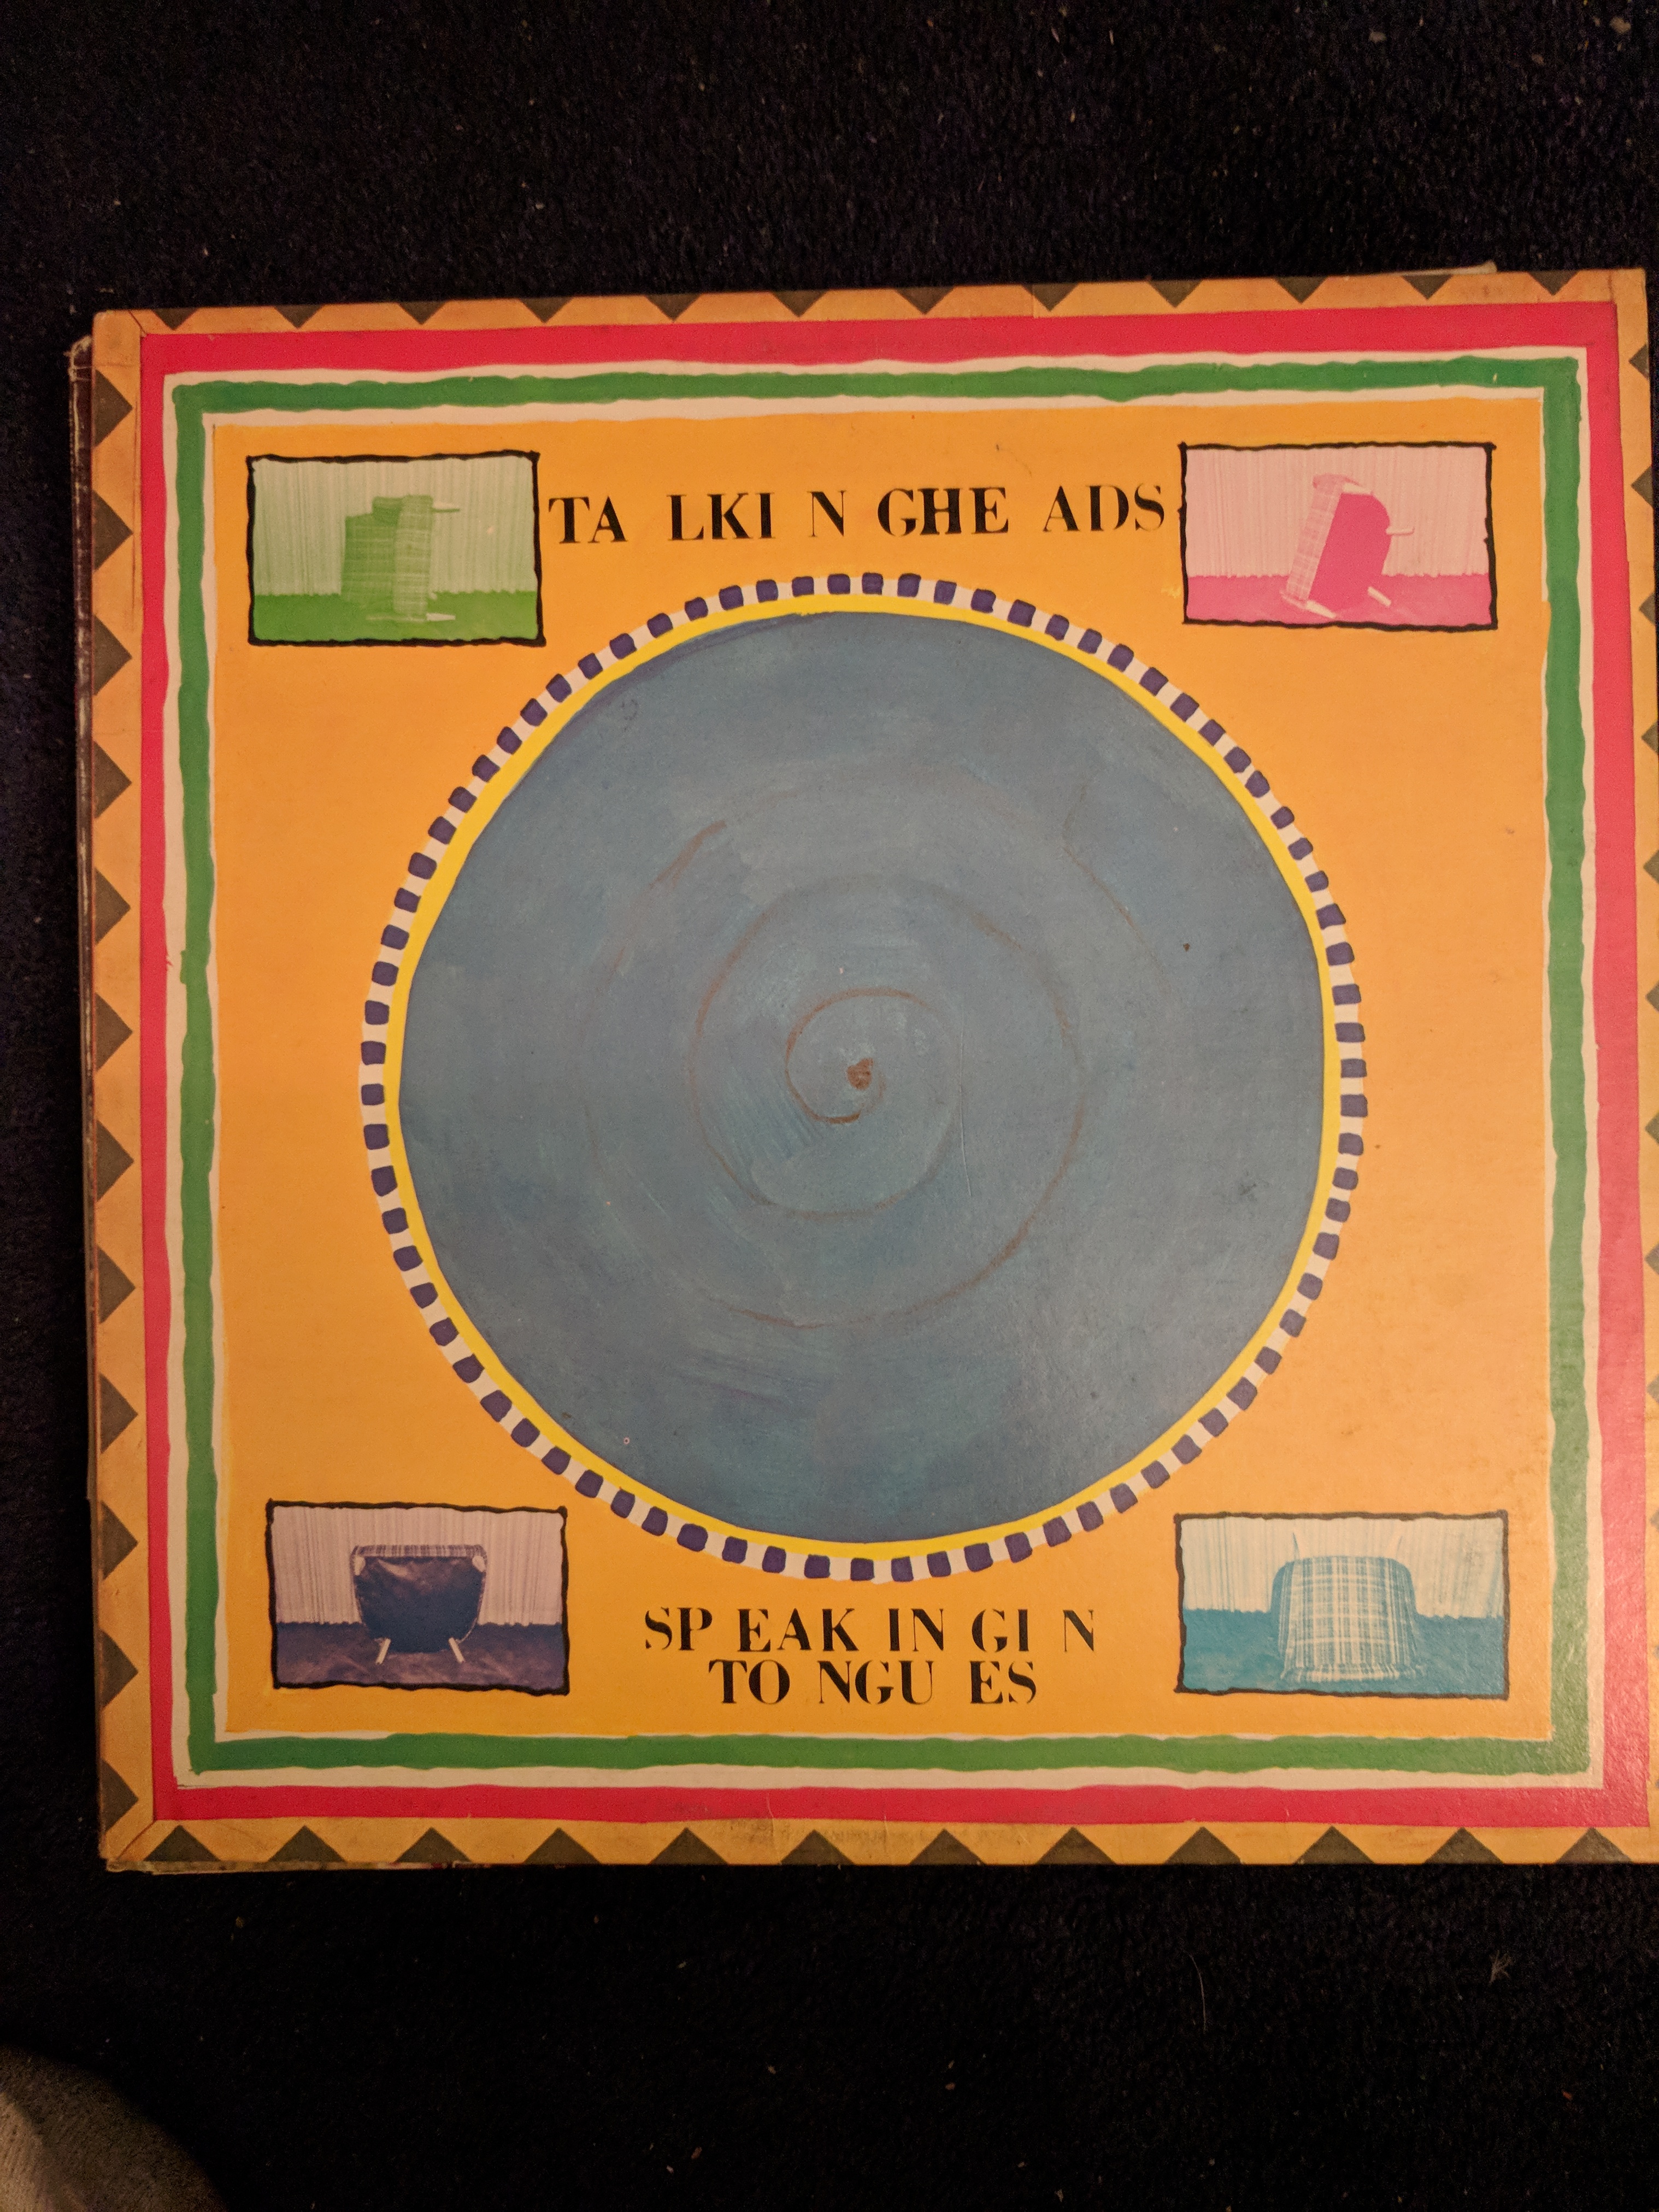 TA LKI N GHE ADS
SP EAK IN GI N
TO NGU ES